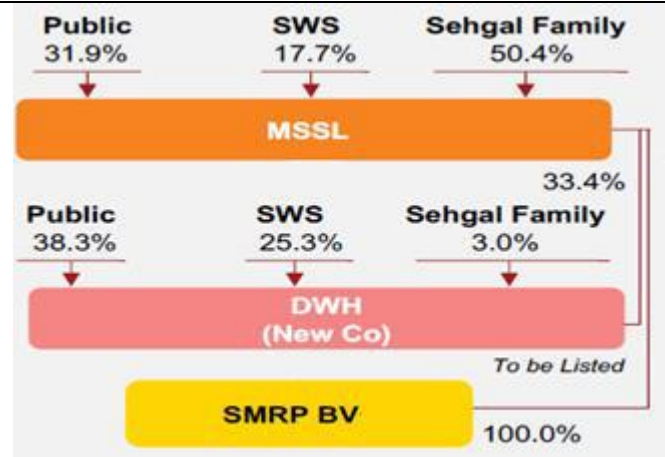 Public SWS Sehgal Family
31.9% 17.7% 50.4%
MSSL
33.4%
Public SWS Sehgal Family
38.3% 25.3% 3.0%
DWH
(New Co)
To be Listed
SMRP BV
100.0%